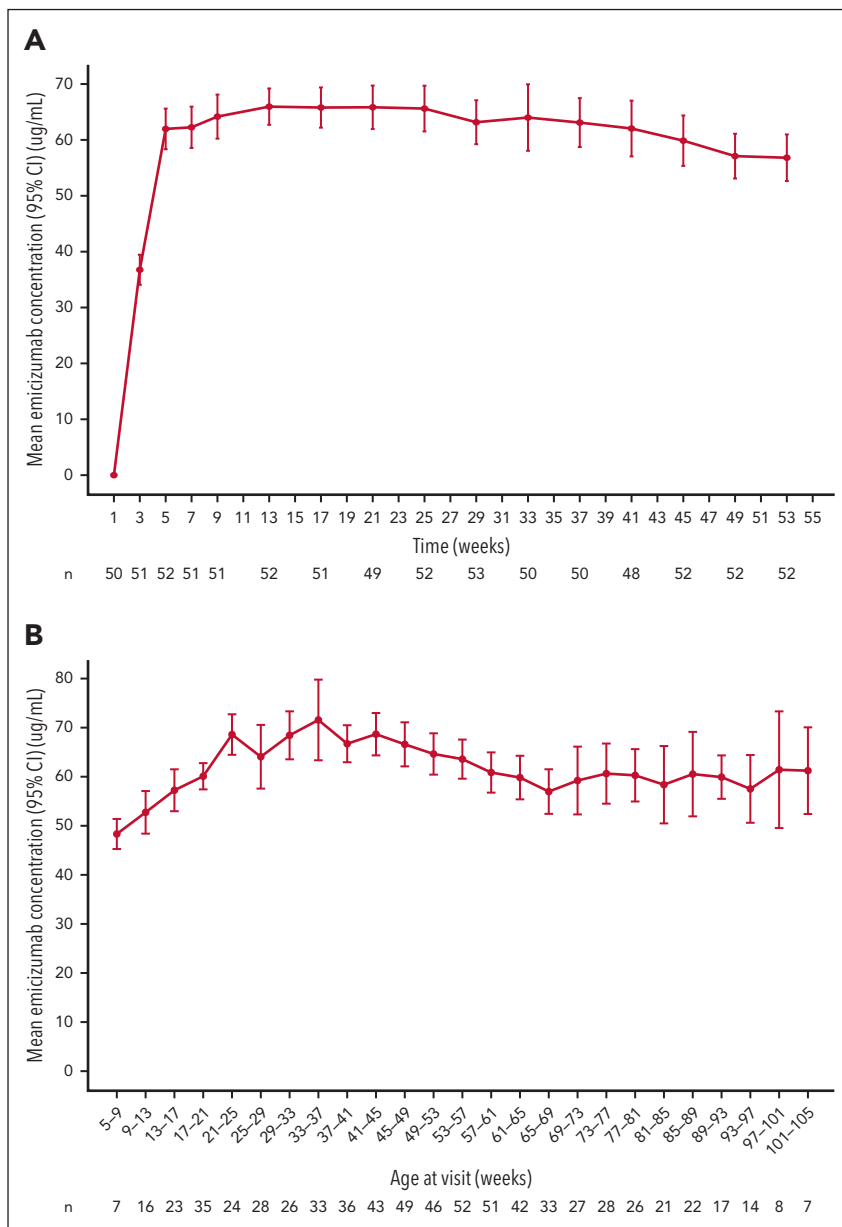 A
Mean emicizumab concentration (95% CI) (ug/mL)
70
60
50
40
30
20
10
0
1 3 5 7 9 11 13 15 17 19 21 23 25 27 29 31 33 35 37 39 41 43 45 47 49 51 53 55
Time (weeks)
n 50 51 52 51 51 52 51 49 52 53 50 50 48 52 52 52
B
Mean emicizumab concentration (95% CI) (ug/mL)
80
70
60
50
40
30
20
10
0
5–9 9–13 13–17 17–21 21–25 25–29 29–33 33–37 37–41 41–45 45–49 49–53 53–57 57–61 61–65 65–69 69–73 73–77 77–81 81–85 85–89 89–93 93–97 97–101 101–105
Age at visit (weeks)
n 7 16 23 35 24 28 26 33 36 43 49 46 52 51 42 33 27 28 26 21 22 17 14 8 7